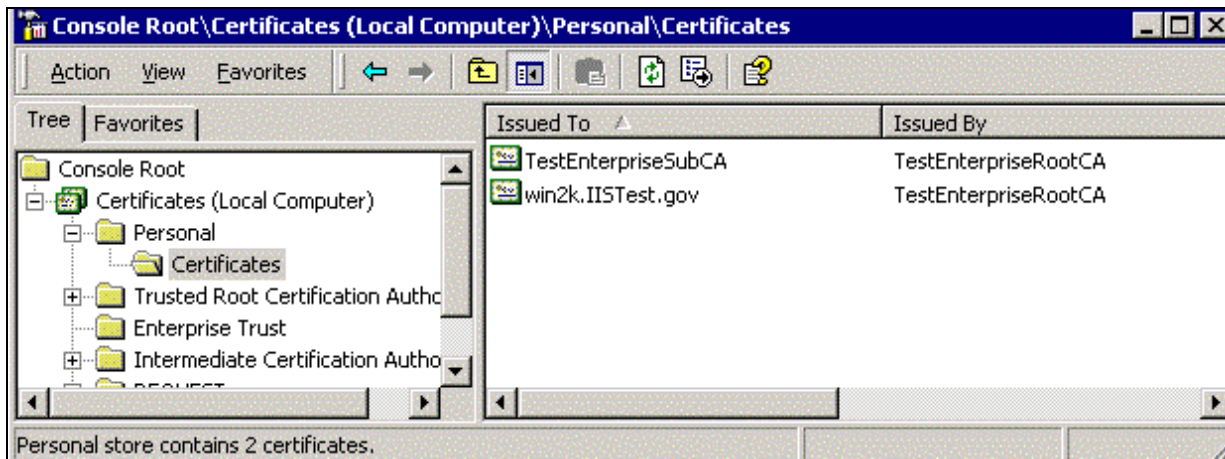 Console Root\Certificates (Local Computer)\Personal\Certificates
Action View Favorites
Tree Favorites
Issued To Issued By
Console Root
Certificates (Local Computer)
Personal
Certificates
Trusted Root Certification Autho
Enterprise Trust
Intermediate Certification Autho
REQUEST
TestEnterpriseSubCA TestEnterpriseRootCA
win2k.IISTest.gov TestEnterpriseRootCA
Personal store contains 2 certificates.